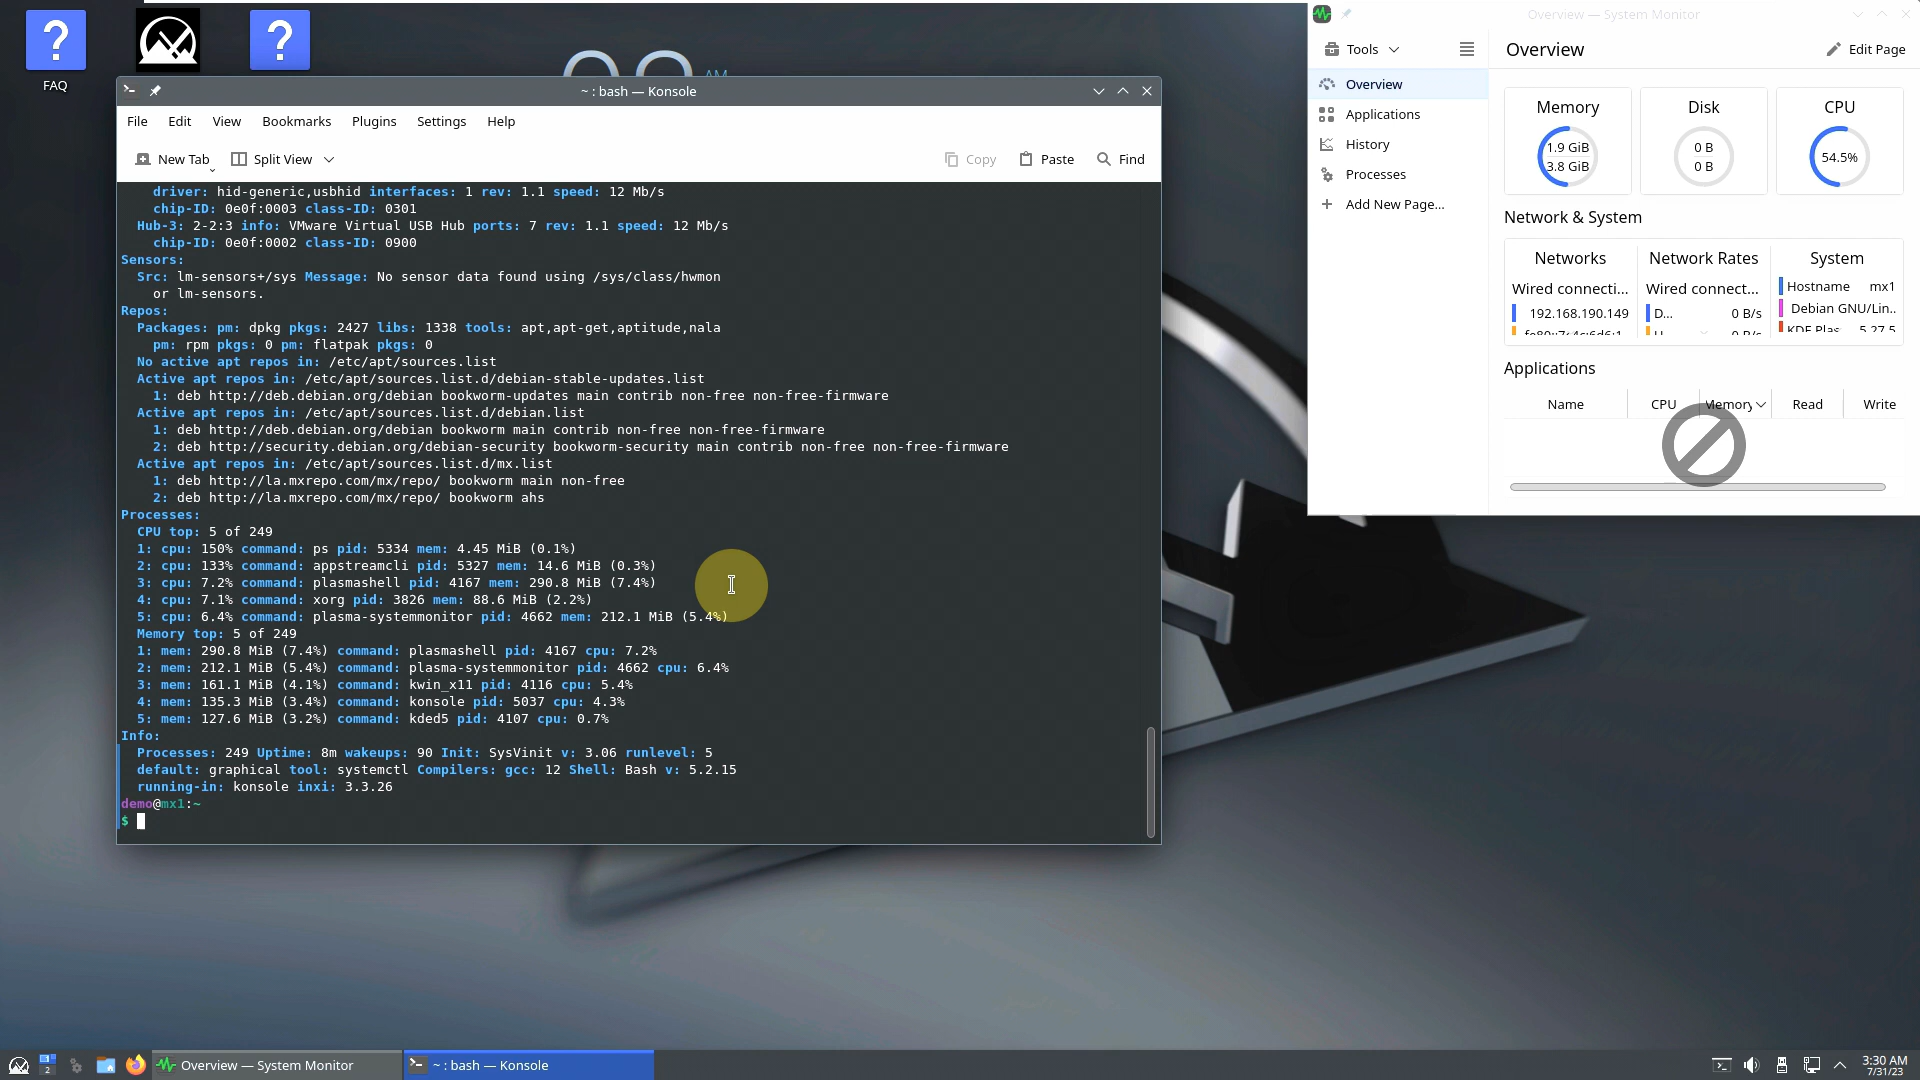 FAQ
AM
~ : bash — Konsole
File Edit View Bookmarks Plugins Settings Help
New Tab Split View Copy Paste Find
driver: hid-generic,usbhid interfaces: 1 rev: 1.1 speed: 12 Mb/s
chip-ID: 0e0f:0003 class-ID: 0301
Hub-3: 2-2:3 info: VMware Virtual USB Hub ports: 7 rev: 1.1 speed: 12 Mb/s
chip-ID: 0e0f:0002 class-ID: 0900
Sensors:
Src: lm-sensors+/sys Message: No sensor data found using /sys/class/hwmon
or lm-sensors.
Repos:
Packages: pm: dpkg pkgs: 2427 libs: 1338 tools: apt,apt-get,aptitude,nala
pm: rpm pkgs: 0 pm: flatpak pkgs: 0
No active apt repos in: /etc/apt/sources.list
Active apt repos in: /etc/apt/sources.list.d/debian-stable-updates.list
1: deb http://deb.debian.org/debian bookworm-updates main contrib non-free non-free-firmware
Active apt repos in: /etc/apt/sources.list.d/debian.list
1: deb http://deb.debian.org/debian bookworm main contrib non-free non-free-firmware
2: deb http://security.debian.org/debian-security bookworm-security main contrib non-free non-free-firmware
Active apt repos in: /etc/apt/sources.list.d/mx.list
1: deb http://la.mxrepo.com/mx/repo/ bookworm main non-free
2: deb http://la.mxrepo.com/mx/repo/ bookworm ahs
Processes:
CPU top: 5 of 249
1: cpu: 150% command: ps pid: 5334 mem: 4.45 MiB (0.1%)
2: cpu: 133% command: appstreamcli pid: 5327 mem: 14.6 MiB (0.3%)
3: cpu: 7.2% command: plasmashell pid: 4167 mem: 290.8 MiB (7.4%)
4: cpu: 7.1% command: xorg pid: 3826 mem: 88.6 MiB (2.2%)
5: cpu: 6.4% command: plasma-systemmonitor pid: 4662 mem: 212.1 MiB (5.4%)
Memory top: 5 of 249
1: mem: 290.8 MiB (7.4%) command: plasmashell pid: 4167 cpu: 7.2%
2: mem: 212.1 MiB (5.4%) command: plasma-systemmonitor pid: 4662 cpu: 6.4%
3: mem: 161.1 MiB (4.1%) command: kwin_x11 pid: 4116 cpu: 5.4%
4: mem: 135.3 MiB (3.4%) command: konsole pid: 5037 cpu: 4.3%
5: mem: 127.6 MiB (3.2%) command: kded5 pid: 4107 cpu: 0.7%
Info:
Processes: 249 Uptime: 8m wakeups: 90 Init: SysVinit v: 3.06 runlevel: 5
default: graphical tool: systemctl Compilers: gcc: 12 Shell: Bash v: 5.2.15
running-in: konsole inxi: 3.3.26
demo@mx1:~
$
Overview — System Monitor
Tools
Overview
Edit Page
Overview
Applications
History
Processes
Add New Page...
Memory Disk CPU
1.9 GiB 0 B 54.5%
3.8 GiB 0 B
Network & System
Networks Network Rates System
Wired connecti... Wired connect... Hostname mx1
192.168.190.149 D... 0 B/s Debian GNU/Lin..
KDE Plas 5.27.5
Applications
Name CPU Memory Read Write
1
2
Overview — System Monitor
~ : bash — Konsole
3:30 AM
7/31/23